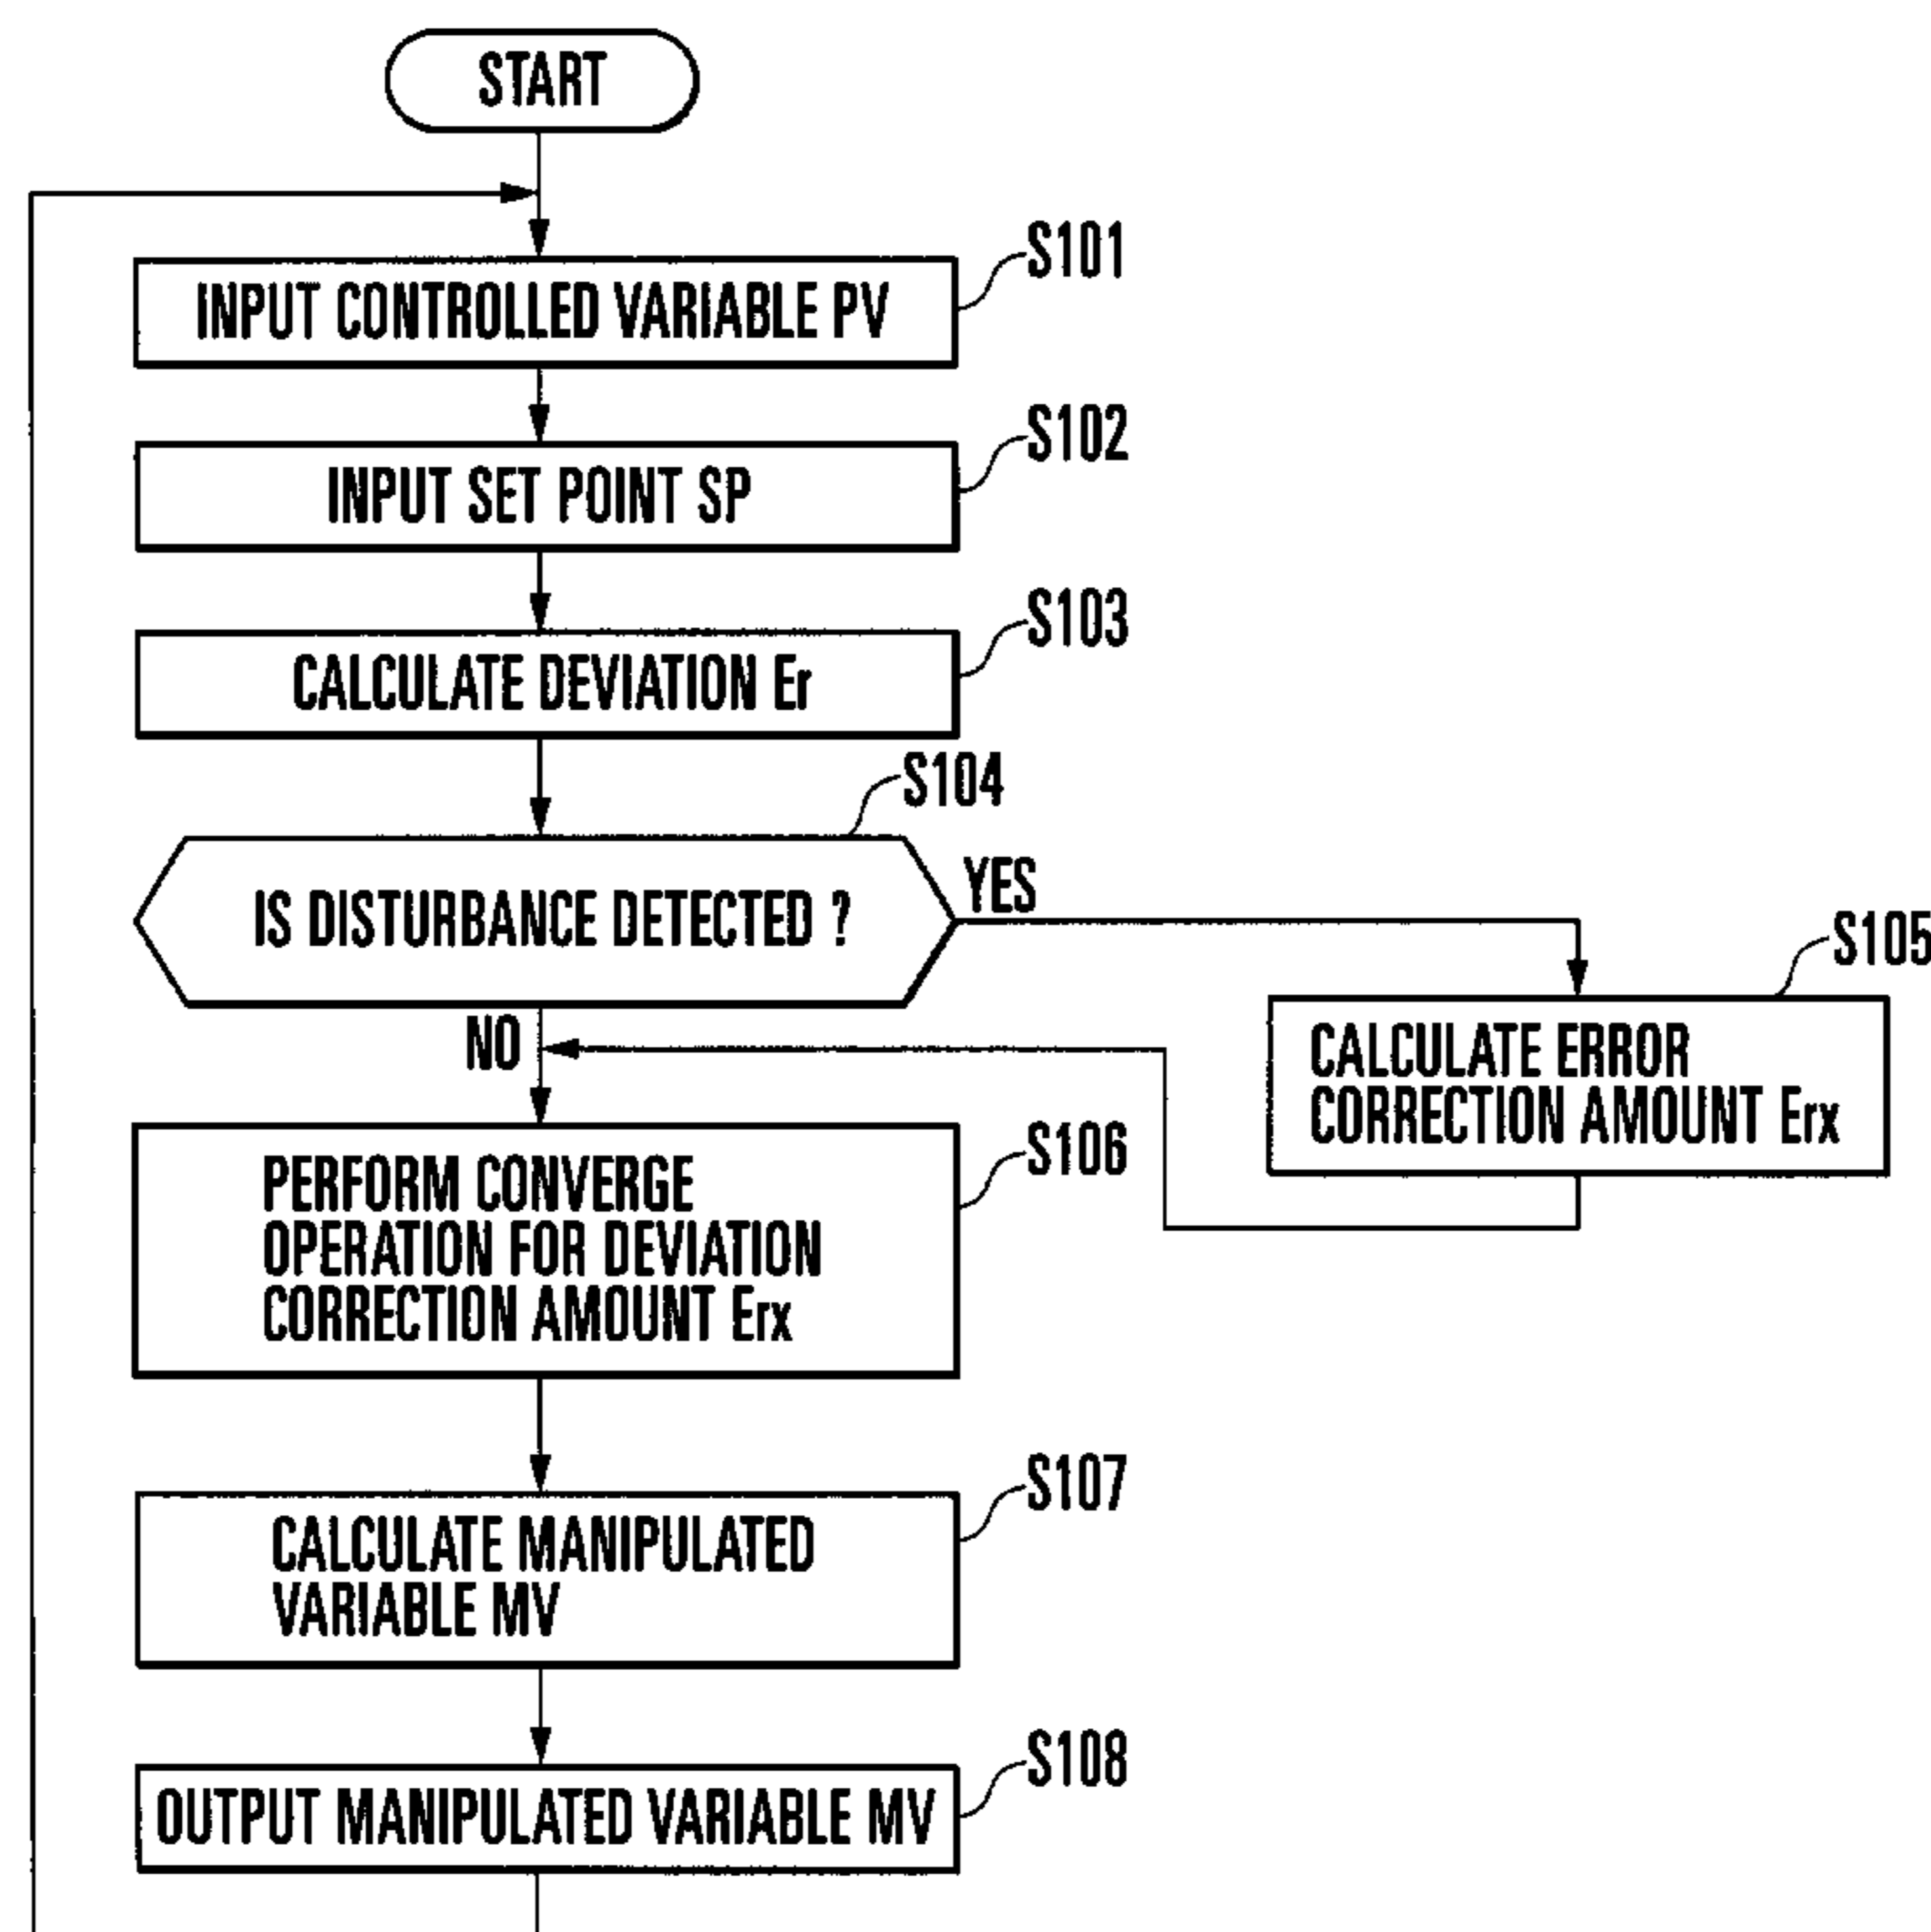 START
S101
INPUT CONTROLLED VARIABLE PV
S102
INPUT SET POINT SP
S103
CALCULATE DEVIATION Er
S104
IS DISTURBANCE DETECTED ?
YES
S105
NO
CALCULATE ERROR
CORRECTION AMOUNT Erx
S106
PERFORM CONVERGE
OPERATION FOR DEVIATION
CORRECTION AMOUNT Erx
S107
CALCULATE MANIPULATED
VARIABLE MV
S108
OUTPUT MANIPULATED VARIABLE MV